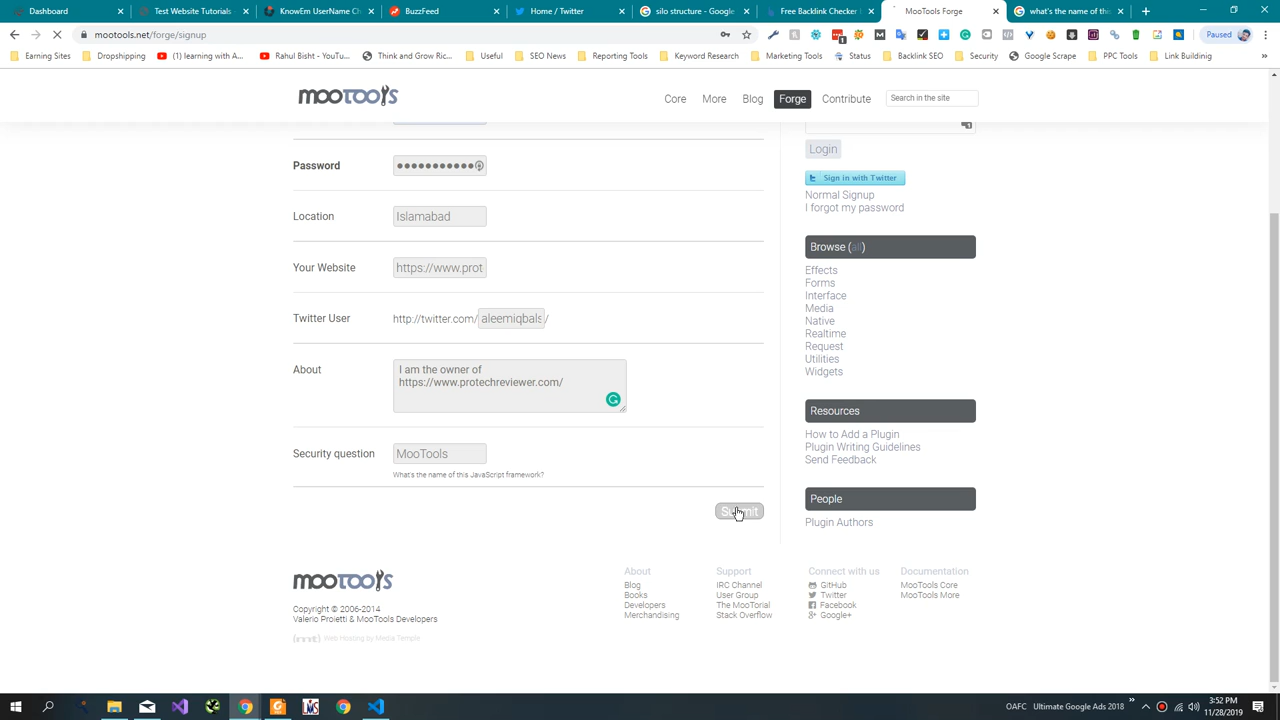 Dashboard
Test Website Tutorials
KnowEm UserName Ch
BuzzFeed
Home / Twitter
silo structure - Google
Free Backlink Checker
MooTools Forge
what's the name of thi
mootools.net/forge/signup
Paused
Earning Sites
Dropshipping
(1) learning with A...
Rahul Bisht - YouTu...
Think and Grow Ric...
Useful
SEO News
Reporting Tools
Keyword Research
Marketing Tools
Status
Backlink SEO
Security
Google Scrape
PPC Tools
Link Buildinig
mootools
Core
More
Blog
Forge
Contribute
Search in the site
Password
Location
Islamabad
Your Website
https://www.prot
Twitter User
http://twitter.com/
aleemiqbals
/
About
I am the owner of
https://www.protechreviewer.com/
Security question
MooTools
What's the name of this JavaScript framework?
Submit
Login
Sign in with Twitter
Normal Signup
I forgot my password
Browse (all)
Effects
Forms
Interface
Media
Native
Realtime
Request
Utilities
Widgets
Resources
How to Add a Plugin
Plugin Writing Guidelines
Send Feedback
People
Plugin Authors
mootools
Copyright © 2006-2014
Valerio Proietti & MooTools Developers
(mt) Web Hosting by Media Temple
About
Blog
Books
Developers
Merchandising
Support
IRC Channel
User Group
The MooTorial
Stack Overflow
Connect with us
GitHub
Twitter
Facebook
Google+
Documentation
MooTools Core
MooTools More
OAFC
Ultimate Google Ads 2018
3:52 PM
11/28/2019